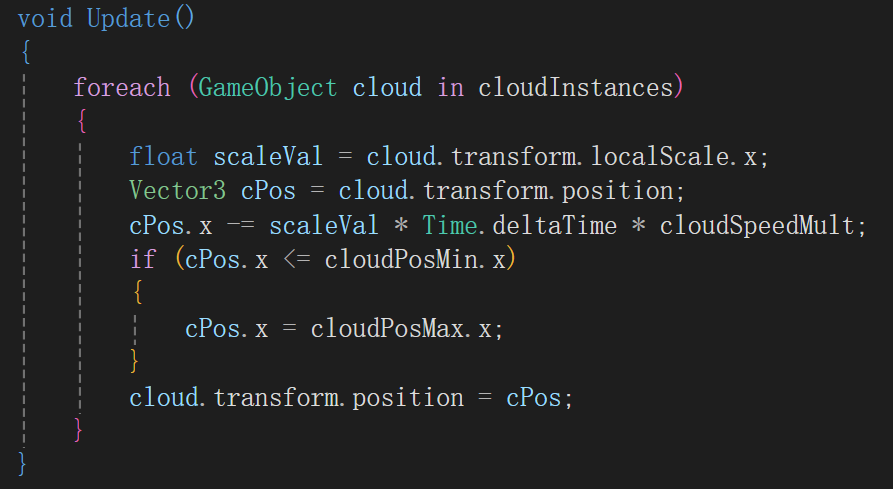 void Update()
{
foreach (GameObject cloud in cloudInstances)
{
float scaleVal = cloud.transform.localScale.x;
Vector3 cPos = cloud.transform.position;
cPos.x -= scaleVal * Time.deltaTime * cloudSpeedMult;
if (cPos.x <= cloudPosMin.x)
{
cPos.x = cloudPosMax.x;
}
cloud.transform.position = cPos;
}
}